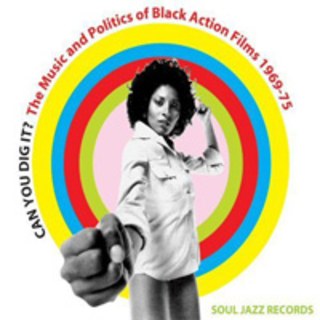 CAN YOU DIG IT? The Music and Politics of Black Action Films 1969-75
SOUL JAZZ RECORDS